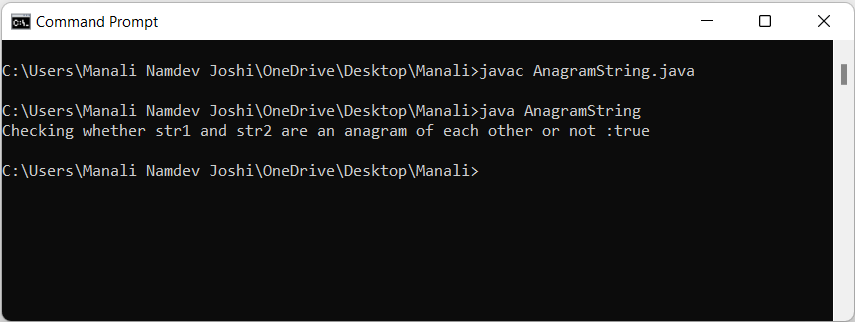 Command Prompt
C:\Users\Manali Namdev Joshi\OneDrive\Desktop\Manali>javac AnagramString.java
C:\Users\Manali Namdev Joshi\OneDrive\Desktop\Manali>java AnagramString
Checking whether str1 and str2 are an anagram of each other or not :true
C:\Users\Manali Namdev Joshi\OneDrive\Desktop\Manali>